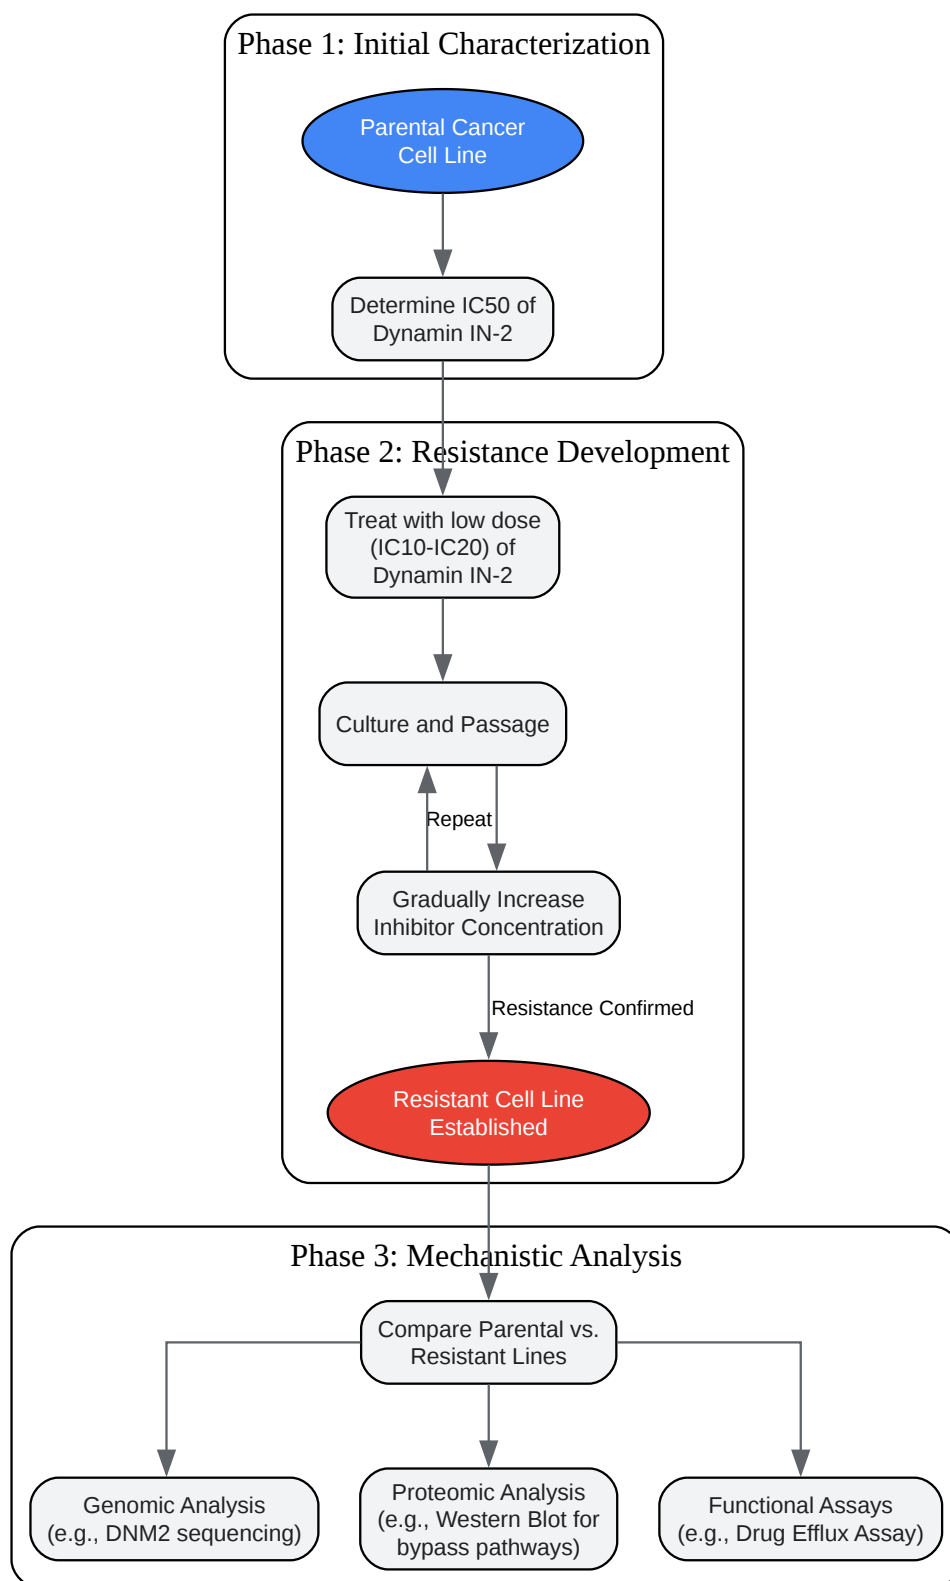 Phase 1: Initial Characterization
Parental Cancer
Cell Line
Determine IC50 of
Dynamin IN-2
Phase 2: Resistance Development
Treat with low dose
(IC10-IC20) of
Dynamin IN-2
Culture and Passage
Repeat
Gradually Increase
Inhibitor Concentration
Resistance Confirmed
Resistant Cell Line
Established
Phase 3: Mechanistic Analysis
Compare Parental vs.
Resistant Lines
Genomic Analysis
(e.g., DNM2 sequencing)
Proteomic Analysis
(e.g., Western Blot for
bypass pathways)
Functional Assays
(e.g., Drug Efflux Assay)